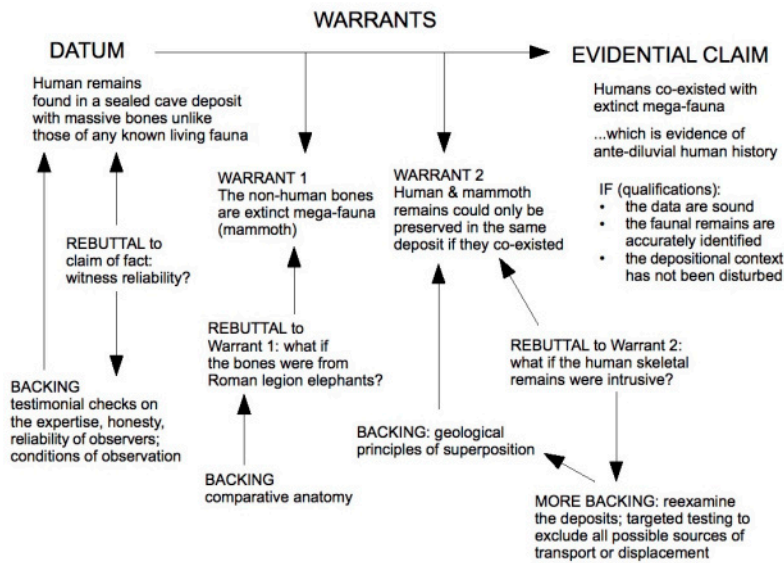 WARRANTS
DATUM
EVIDENTIAL CLAIM
Human remains
found in a sealed cave deposit
with massive bones unlike
those of any known living fauna
Humans co-existed with
extinct mega-fauna
...which is evidence of
ante-diluvial human history
IF (qualifications):
• the data are sound
• the faunal remains are
accurately identified
• the depositional context
has not been disturbed
WARRANT 1
The non-human bones
are extinct mega-fauna
(mammoth)
WARRANT 2
Human & mammoth
remains could only be
preserved in the same
deposit if they co-existed
REBUTTAL to
claim of fact:
witness reliability?
REBUTTAL to
Warrant 1: what if
the bones were from
Roman legion elephants?
REBUTTAL to Warrant 2:
what if the human skeletal
remains were intrusive?
BACKING
testimonial checks on
the expertise, honesty,
reliability of observers;
conditions of observation
BACKING: geological
principles of superposition
BACKING
comparative anatomy
MORE BACKING: reexamine
the deposits; targeted testing to
exclude all possible sources of
transport or displacement